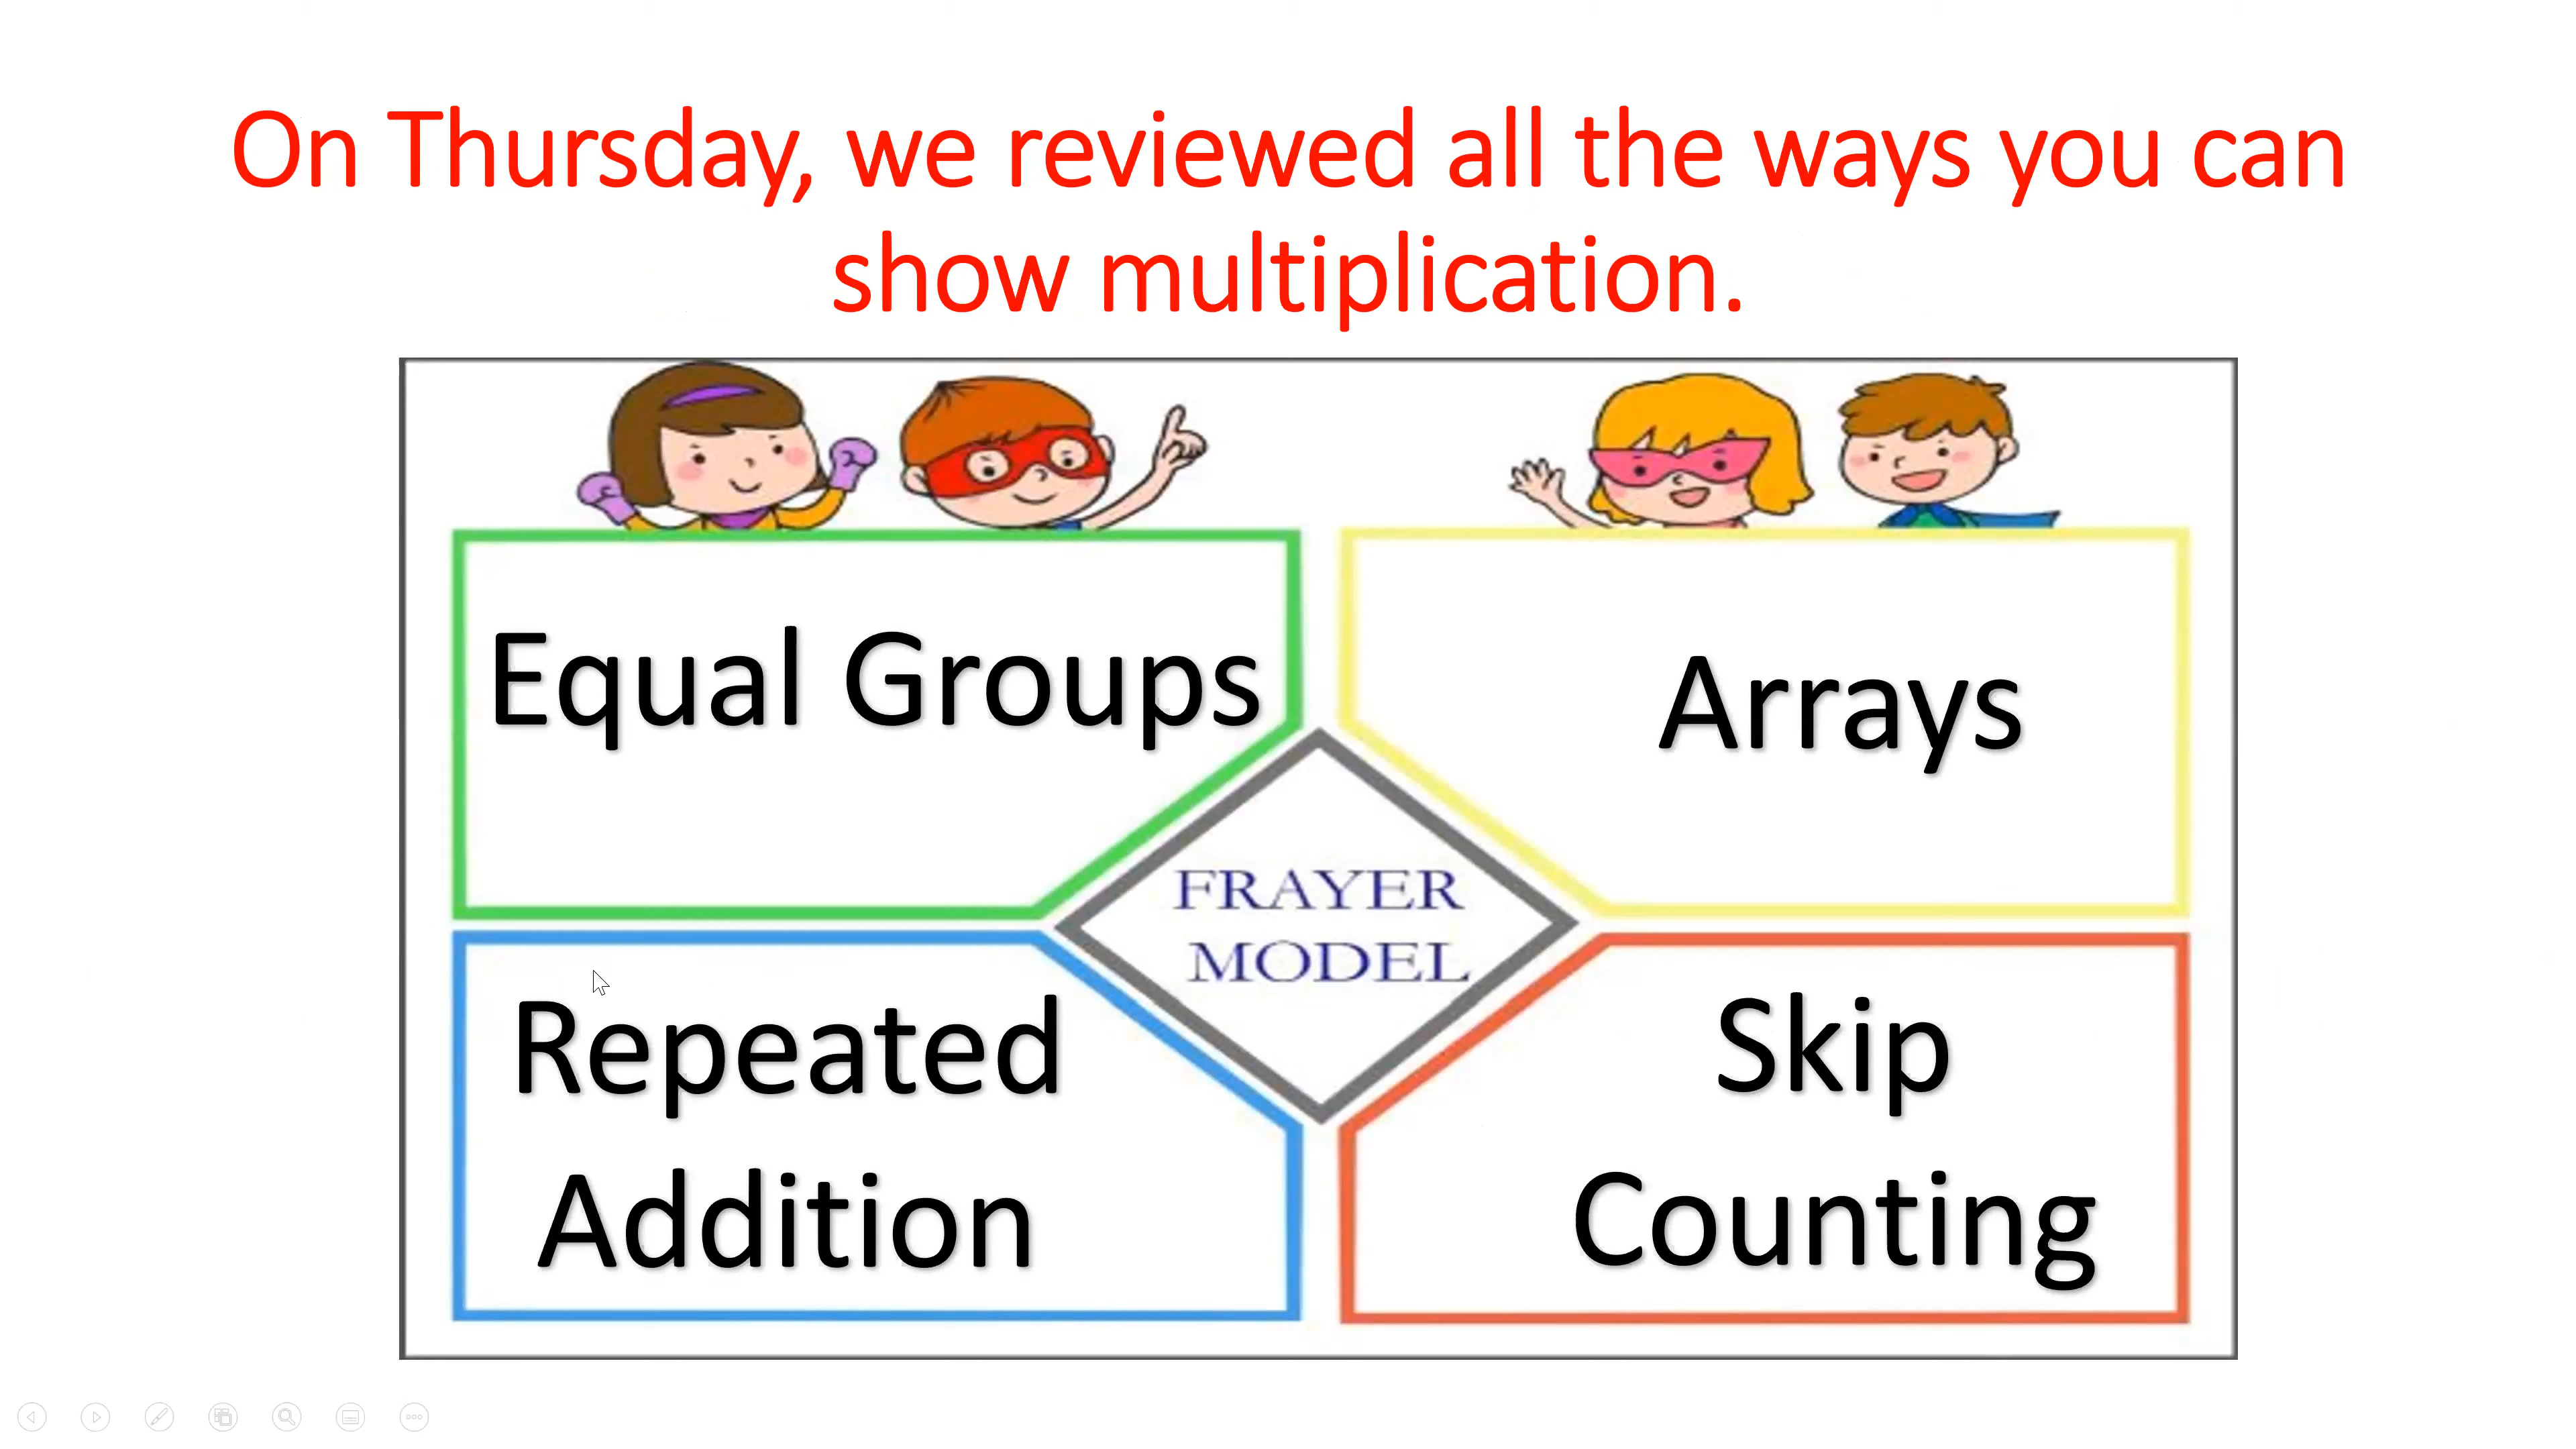 On Thursday, we reviewed all the ways you can
show multiplication.
Equal Groups
Arrays
FRAYER
MODEL
Repeated
Addition
Skip
Counting